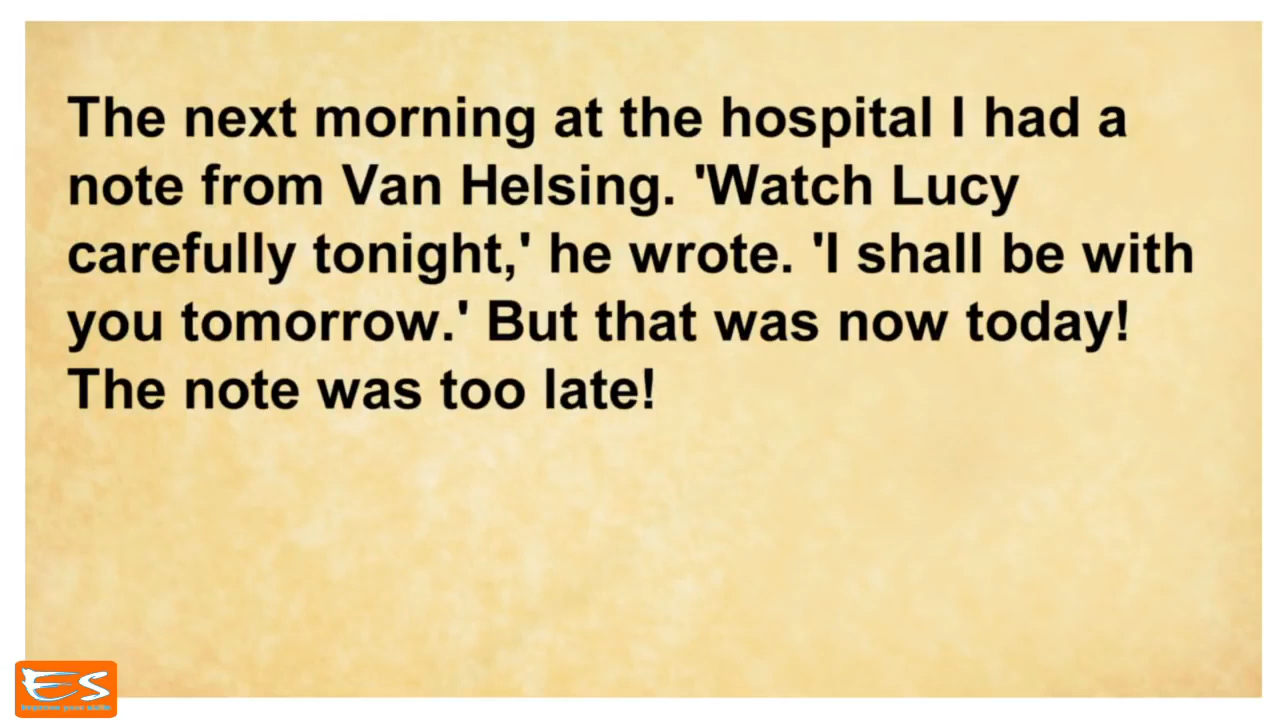 The next morning at the hospital I had a
note from Van Helsing. 'Watch Lucy
carefully tonight,' he wrote. 'I shall be with
you tomorrow.' But that was now today!
The note was too late!
ES